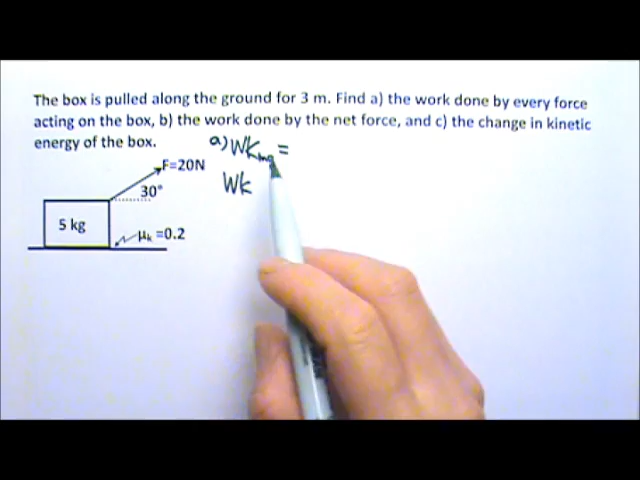 The box is pulled along the ground for 3 m. Find a) the work done by every force
acting on the box, b) the work done by the net force, and c) the change in kinetic
energy of the box.
a) Wk mg =
F=20N
30°
Wk
5 kg
μk =0.2